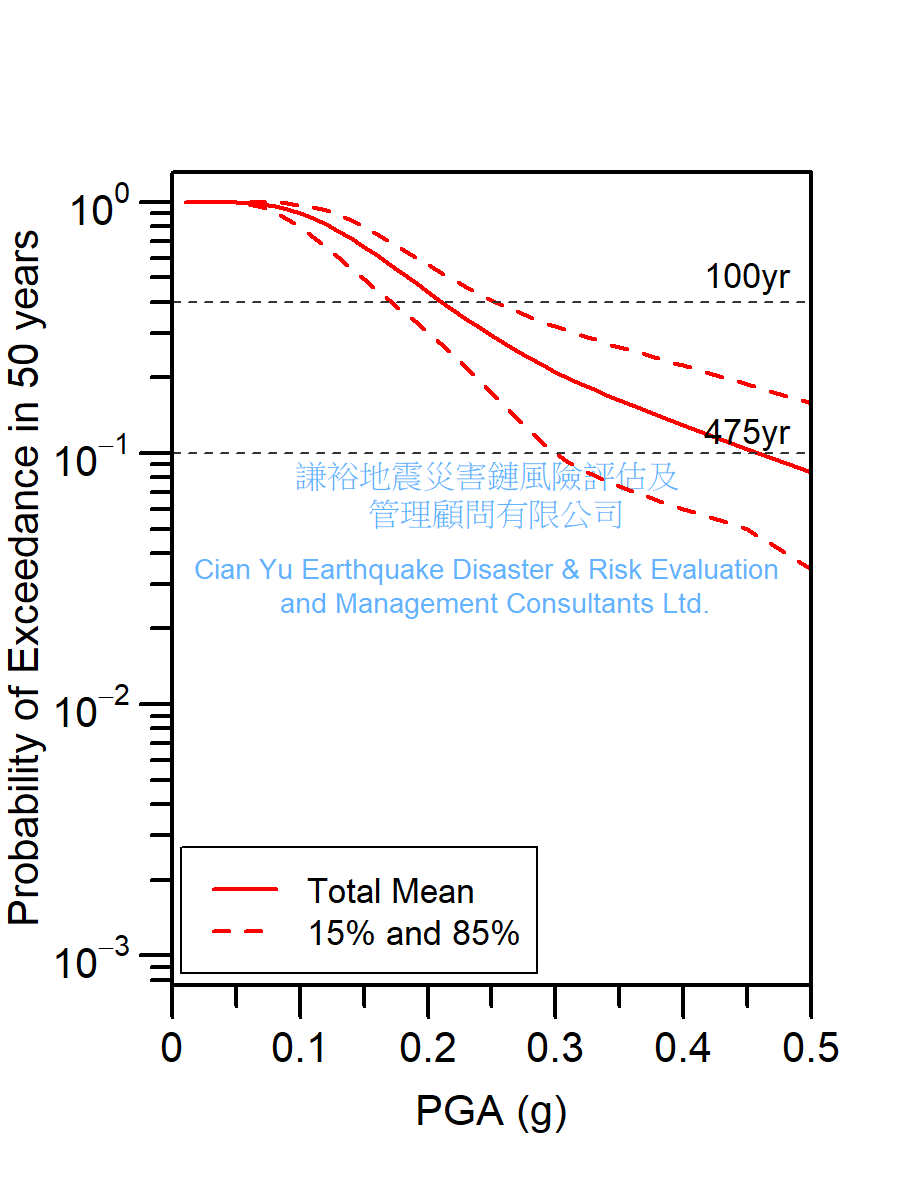 Probability of Exceedance in 50 years
10⁰
10⁻¹
10⁻²
10⁻³
100yr
475yr
謙裕地震災害鏈風險評估及
管理顧問有限公司
Cian Yu Earthquake Disaster & Risk Evaluation
and Management Consultants Ltd.
Total Mean
15% and 85%
0 0.1 0.2 0.3 0.4 0.5
PGA (g)